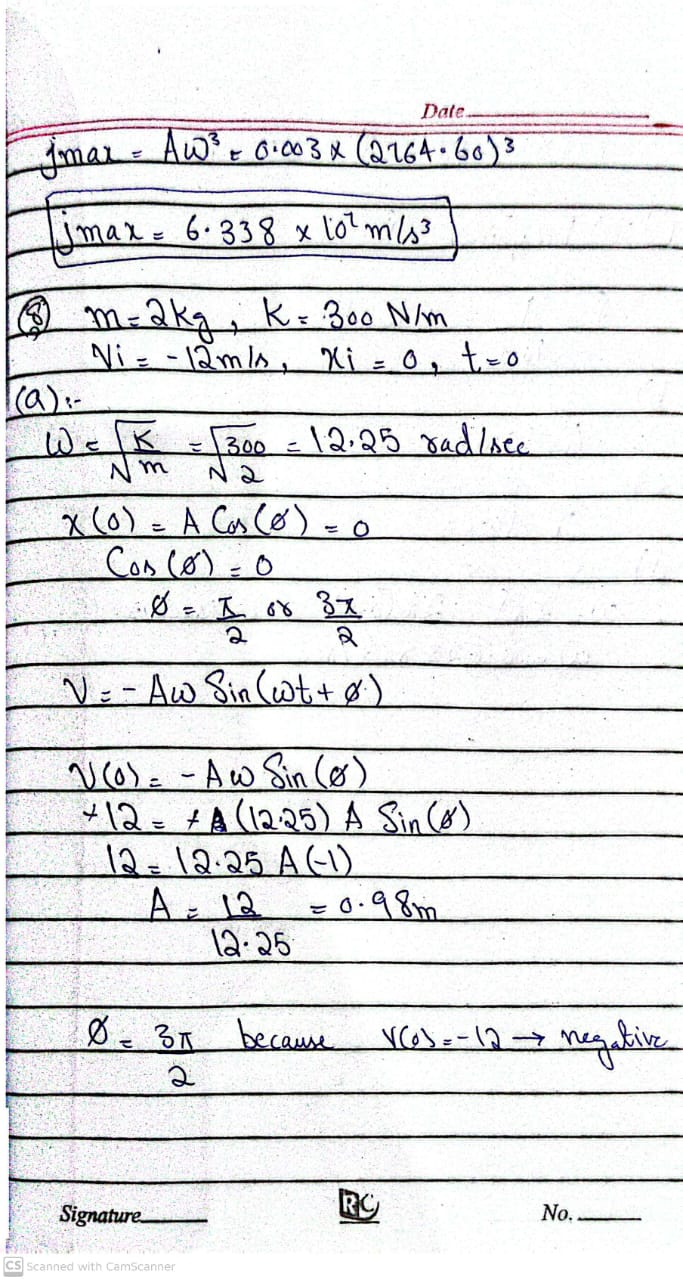 Date
jmax = Aω³ = 0.003 x (2764.60)³
jmax = 6.338 x 10⁷ m/s³
⑧ m = 2kg, K = 300 N/m
Vi = -12m/s, xi = 0, t=0
(a):-
ω = √K/m = √300/2 = 12.25 rad/sec
x(0) = A Cos(ø) = 0
Cos(ø) = 0
ø = π/2 or 3π/2
V = - Aω Sin(ωt + ø)
V(0) = - Aω Sin(ø)
+12 = + (12.25) A Sin(ø)
12 = 12.25 A(-1)
A = 12/12.25 = 0.98m
ø = 3π/2 because V(0) = -12 → negative
Signature RC No.
CS Scanned with CamScanner